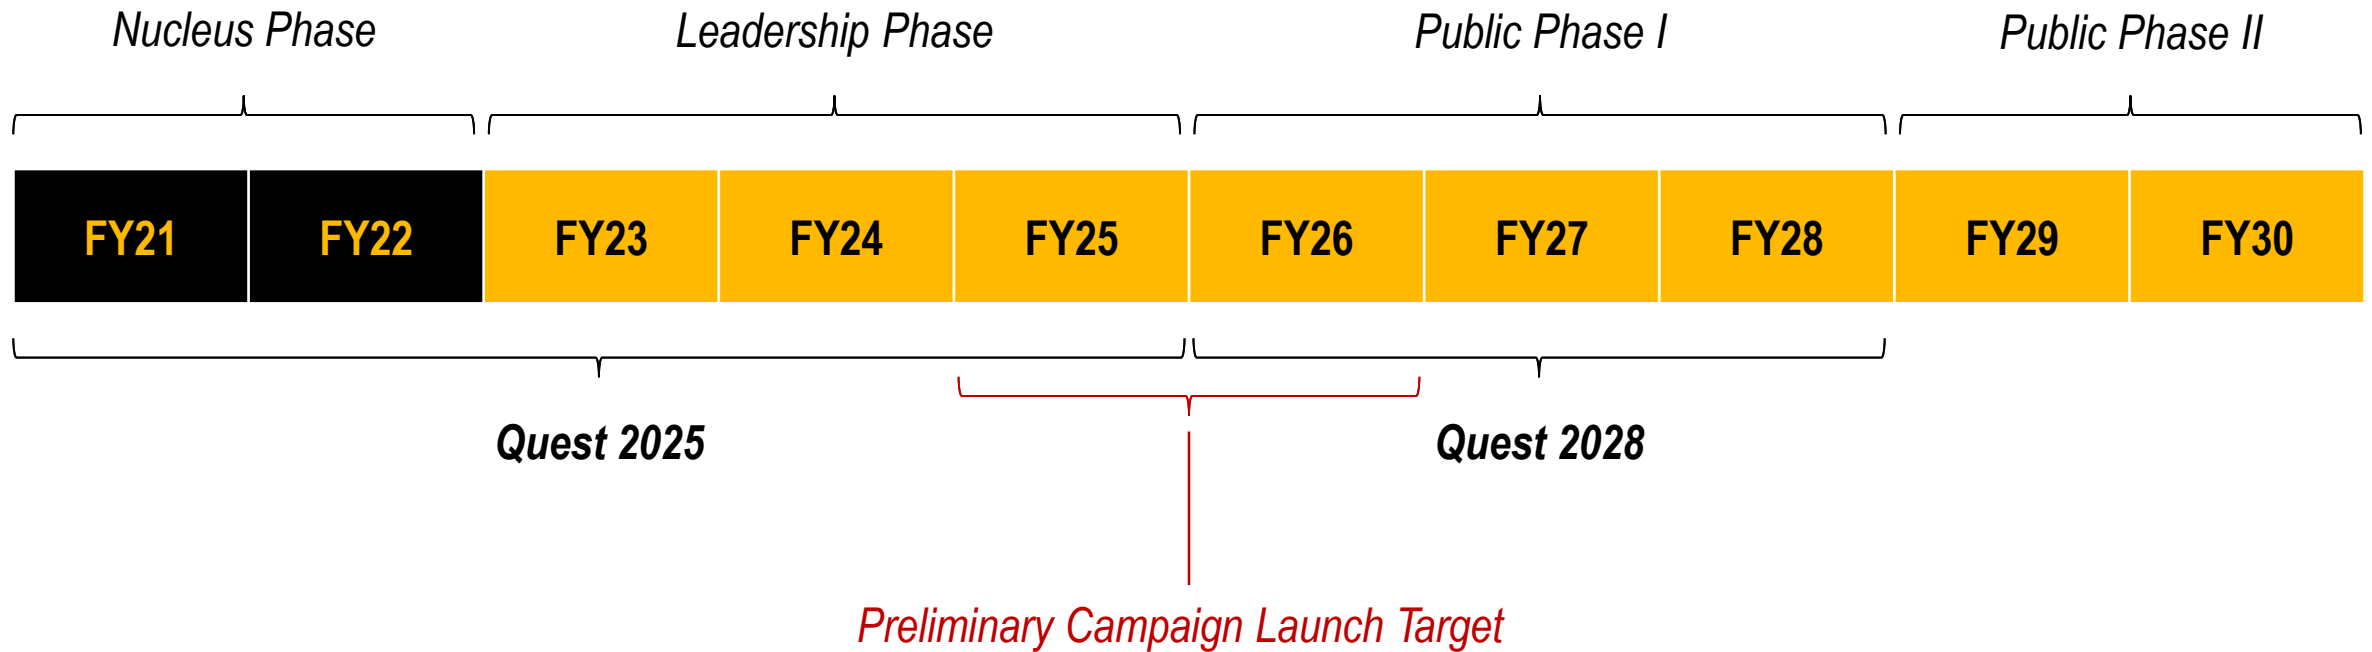 Nucleus Phase
Leadership Phase
Public Phase I
Public Phase II
FY21
FY22
FY23
FY24
FY25
FY26
FY27
FY28
FY29
FY30
Quest 2025
Quest 2028
Preliminary Campaign Launch Target